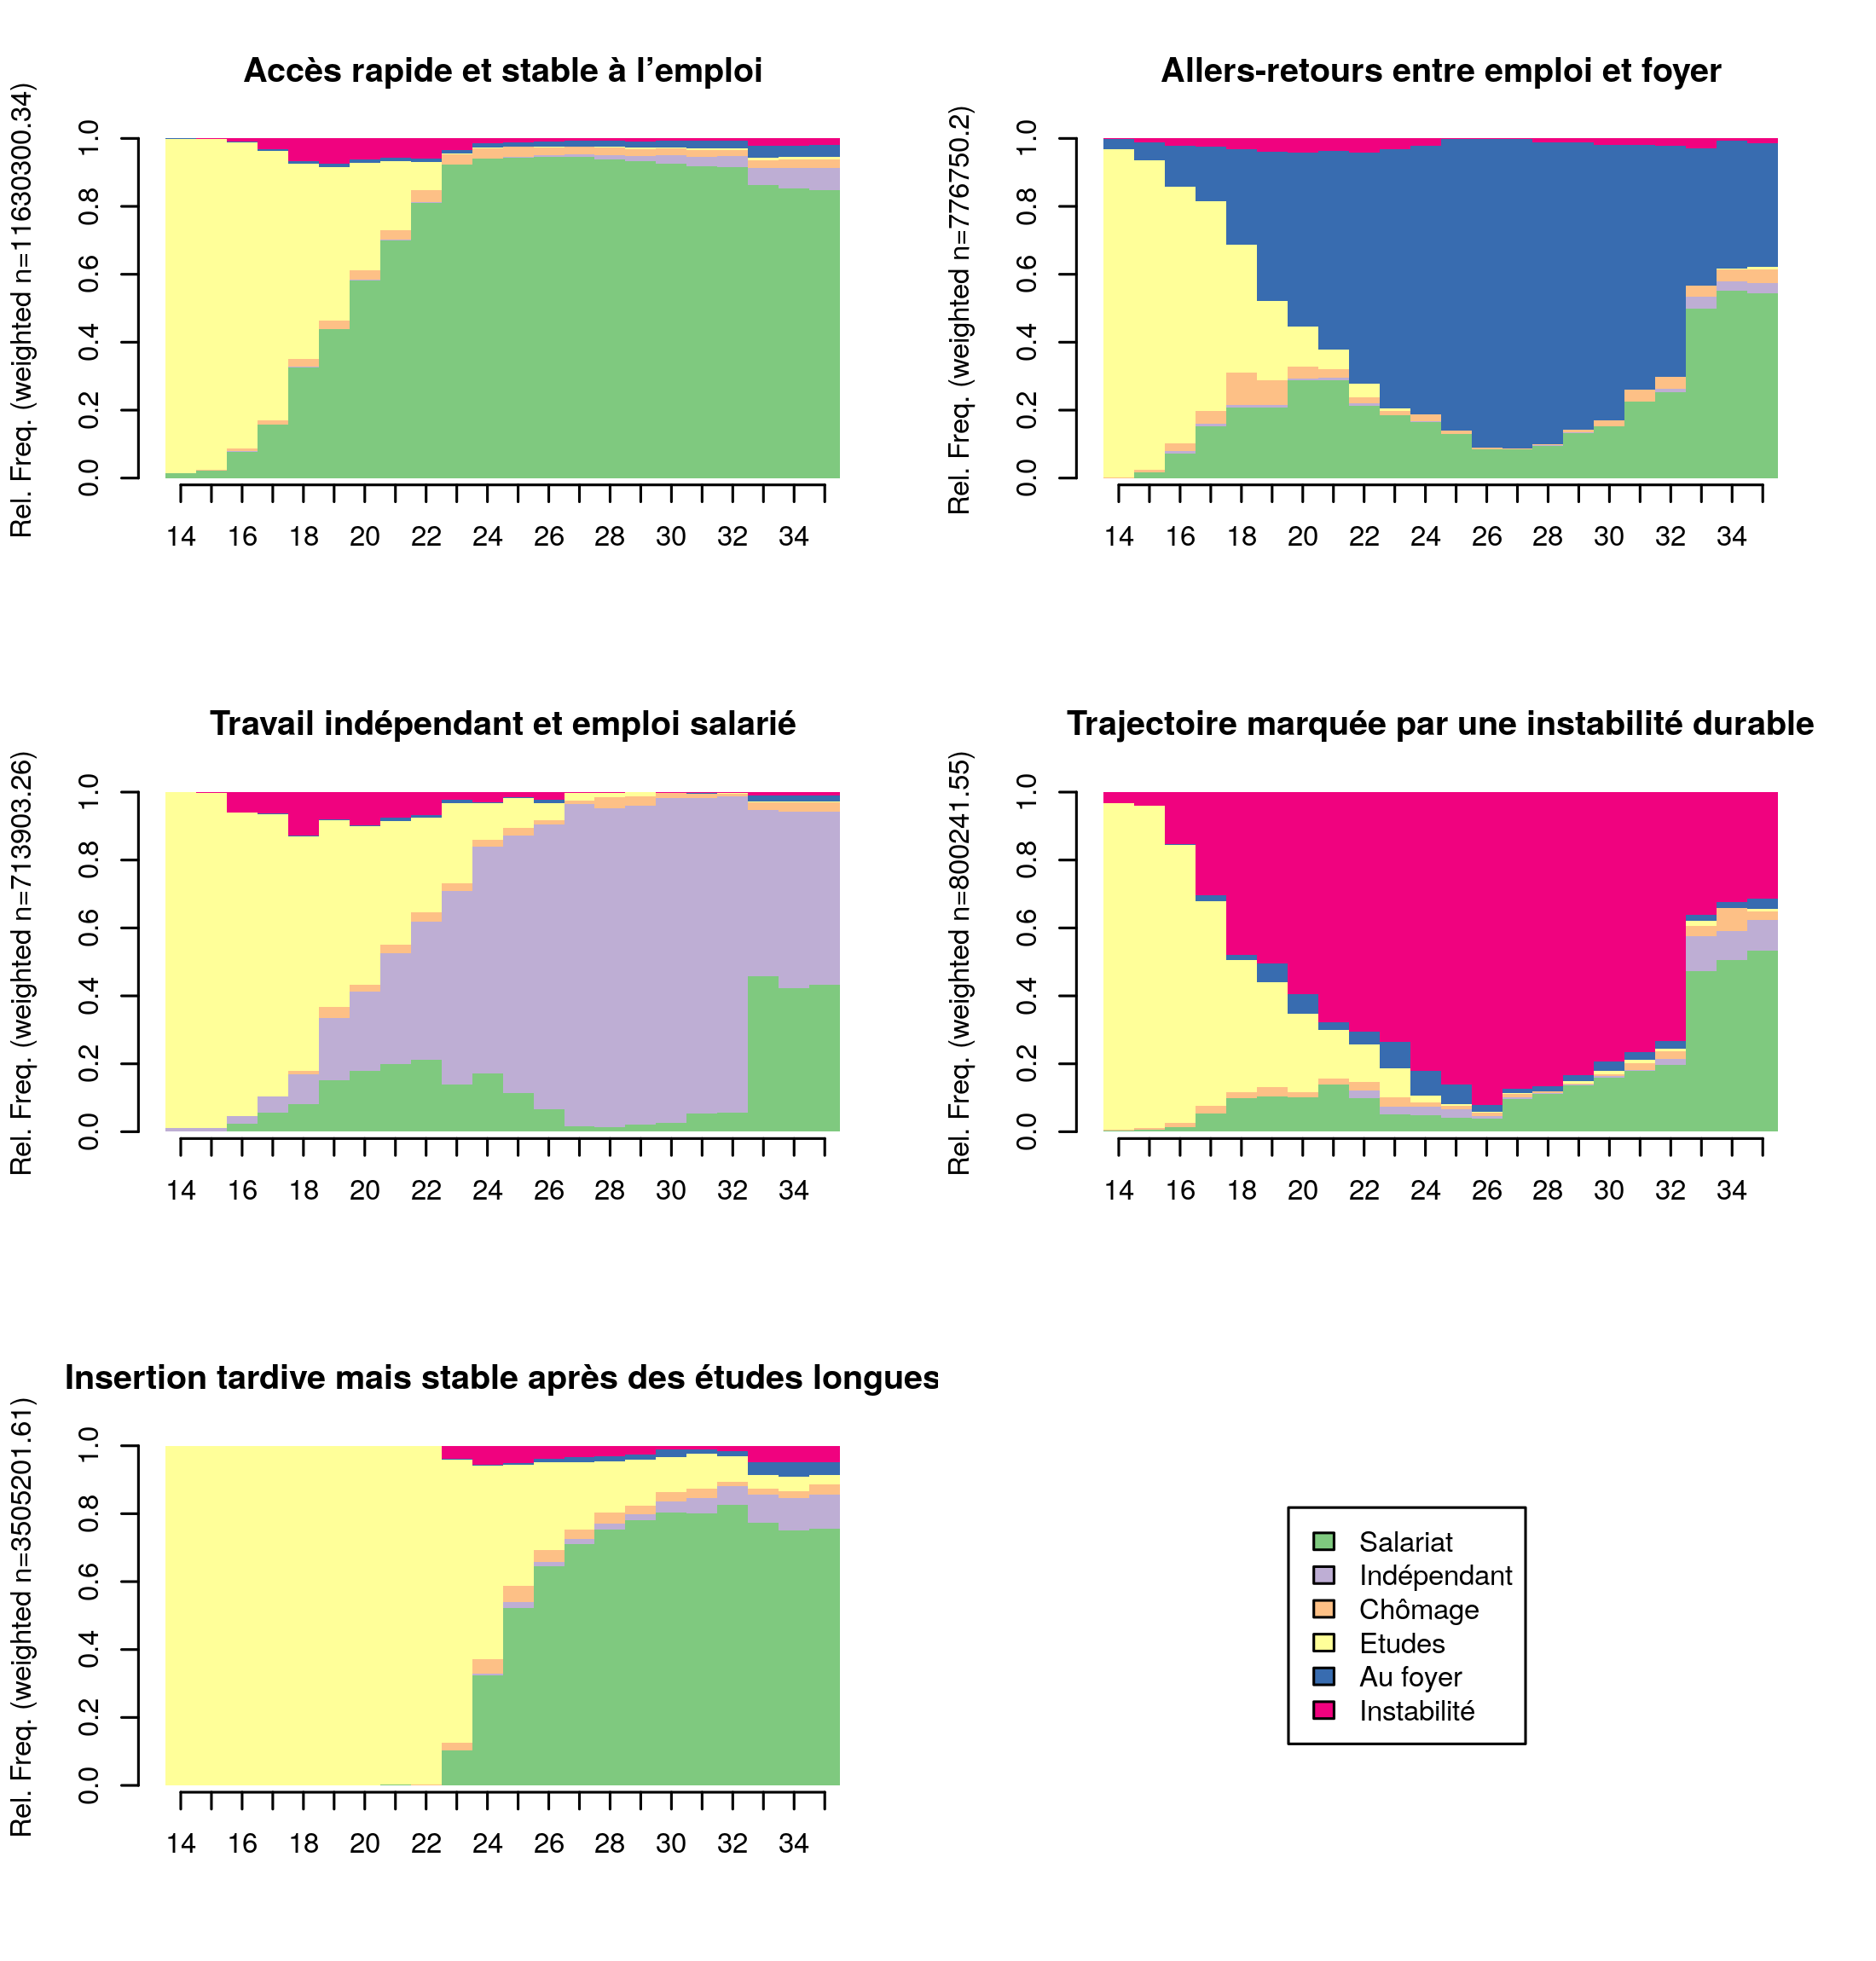 Accès rapide et stable à l’emploi
Rel. Freq. (weighted n=11630300.34)
0.0 0.2 0.4 0.6 0.8 1.0
14 16 18 20 22 24 26 28 30 32 34
Allers-retours entre emploi et foyer
Rel. Freq. (weighted n=776750.2)
0.0 0.2 0.4 0.6 0.8 1.0
14 16 18 20 22 24 26 28 30 32 34
Travail indépendant et emploi salarié
Rel. Freq. (weighted n=713903.26)
0.0 0.2 0.4 0.6 0.8 1.0
14 16 18 20 22 24 26 28 30 32 34
Trajectoire marquée par une instabilité durable
Rel. Freq. (weighted n=800241.55)
0.0 0.2 0.4 0.6 0.8 1.0
14 16 18 20 22 24 26 28 30 32 34
Insertion tardive mais stable après des études longues
Rel. Freq. (weighted n=3505201.61)
0.0 0.2 0.4 0.6 0.8 1.0
14 16 18 20 22 24 26 28 30 32 34
Salariat
Indépendant
Chômage
Etudes
Au foyer
Instabilité